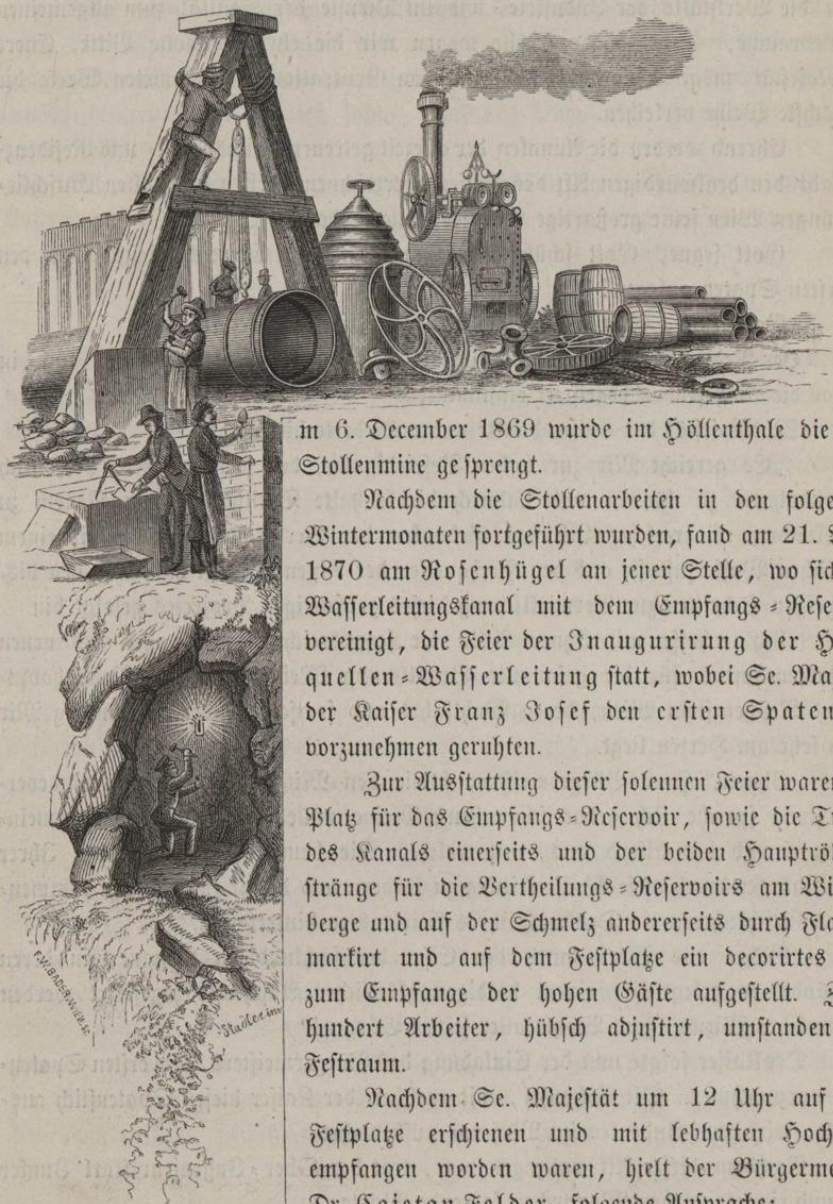 m 6. December 1869 wurde im Höllenthale die
Stollenmine gesprengt.
Nachdem die Stollenarbeiten in den folge
Wintermonaten fortgeführt wurden, fand am 21.
1870 am Rosenhügel an jener Stelle, wo sich
Wasserleitungskanal mit dem Empfangs-Rese
vereinigt, die Feier der Inaugurirung der H
quellen-Wasserleitung statt, wobei Se. Ma
der Kaiser Franz Josef den ersten Spaten
vorzunehmen geruhten.
Zur Ausstattung dieser solennen Feier waren
Platz für das Empfangs-Reservoir, sowie die T
des Kanals einerseits und der beiden Hauptrö
stränge für die Vertheilungs-Reservoirs am Wi
berge und auf der Schmelz andererseits durch Fla
markirt und auf dem Festplatze ein decorirtes
zum Empfange der hohen Gäste aufgestellt.
hundert Arbeiter, hübsch adjustirt, umstanden
Festraum.
Nachdem Se. Majestät um 12 Uhr auf
Festplatze erschienen und mit lebhaften Hoch
empfangen worden waren, hielt der Bürgerme
Dr. Cajetan Felder folgende Ansprache: